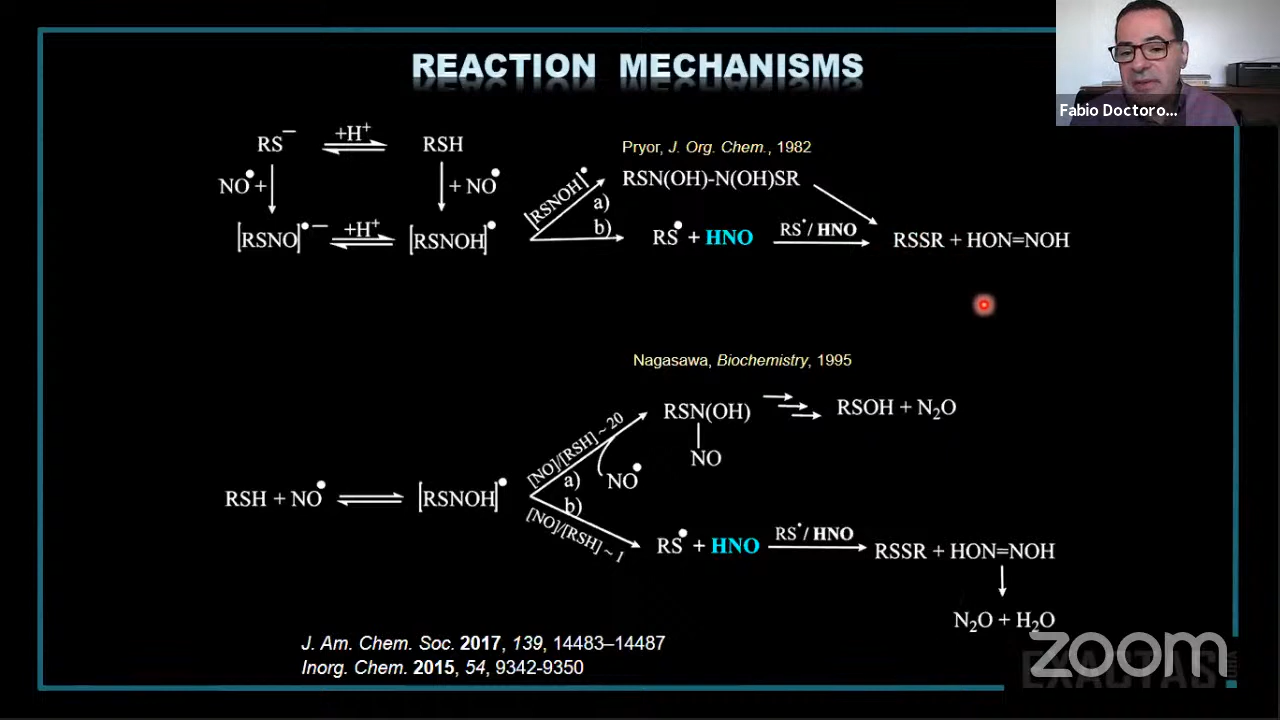 REACTION MECHANISMS
Fabio Doctoro...
RS⁻ +H⁺ RSH
NO• + + NO•
[RSNO]•⁻ +H⁺ [RSNOH]•
Pryor, J. Org. Chem., 1982
[RSNOH]• a) RSN(OH)-N(OH)SR
b) RS• + HNO RS•/ HNO RSSR + HON=NOH
Nagasawa, Biochemistry, 1995
[NO]/[RSH] ~ 20 RSN(OH) RSOH + N₂O
a) NO• NO
RSH + NO• [RSNOH]•
b) [NO]/[RSH] ~ 1 RS• + HNO RS•/ HNO RSSR + HON=NOH
N₂O + H₂O
J. Am. Chem. Soc. 2017, 139, 14483–14487
Inorg. Chem. 2015, 54, 9342-9350
zoom
EXACTAS
UBA